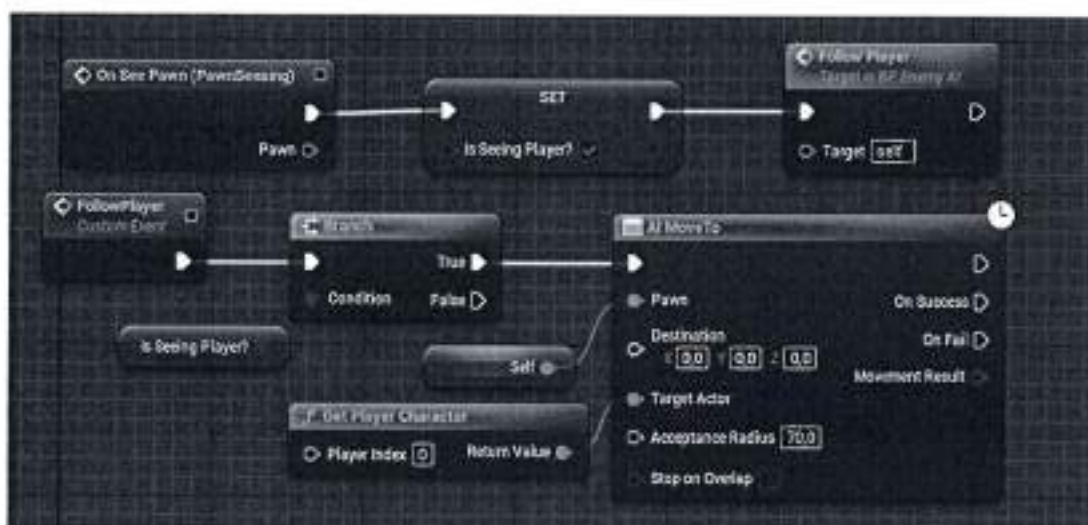 On See Pawn (PawnSensing)
Pawn
SET
Is Seeing Player?
Follow Player
Target is BP Enemy AI
Target self
FollowPlayer
Custom Event
Branch
True
Condition
False
Is Seeing Player?
Self
Get Player Character
Player Index 0
Return Value
AI MoveTo
Pawn
On Success
Destination
X 0,0 Y 0,0 Z 0,0
On Fail
Movement Result
Target Actor
Acceptance Radius 70,0
Stop on Overlap